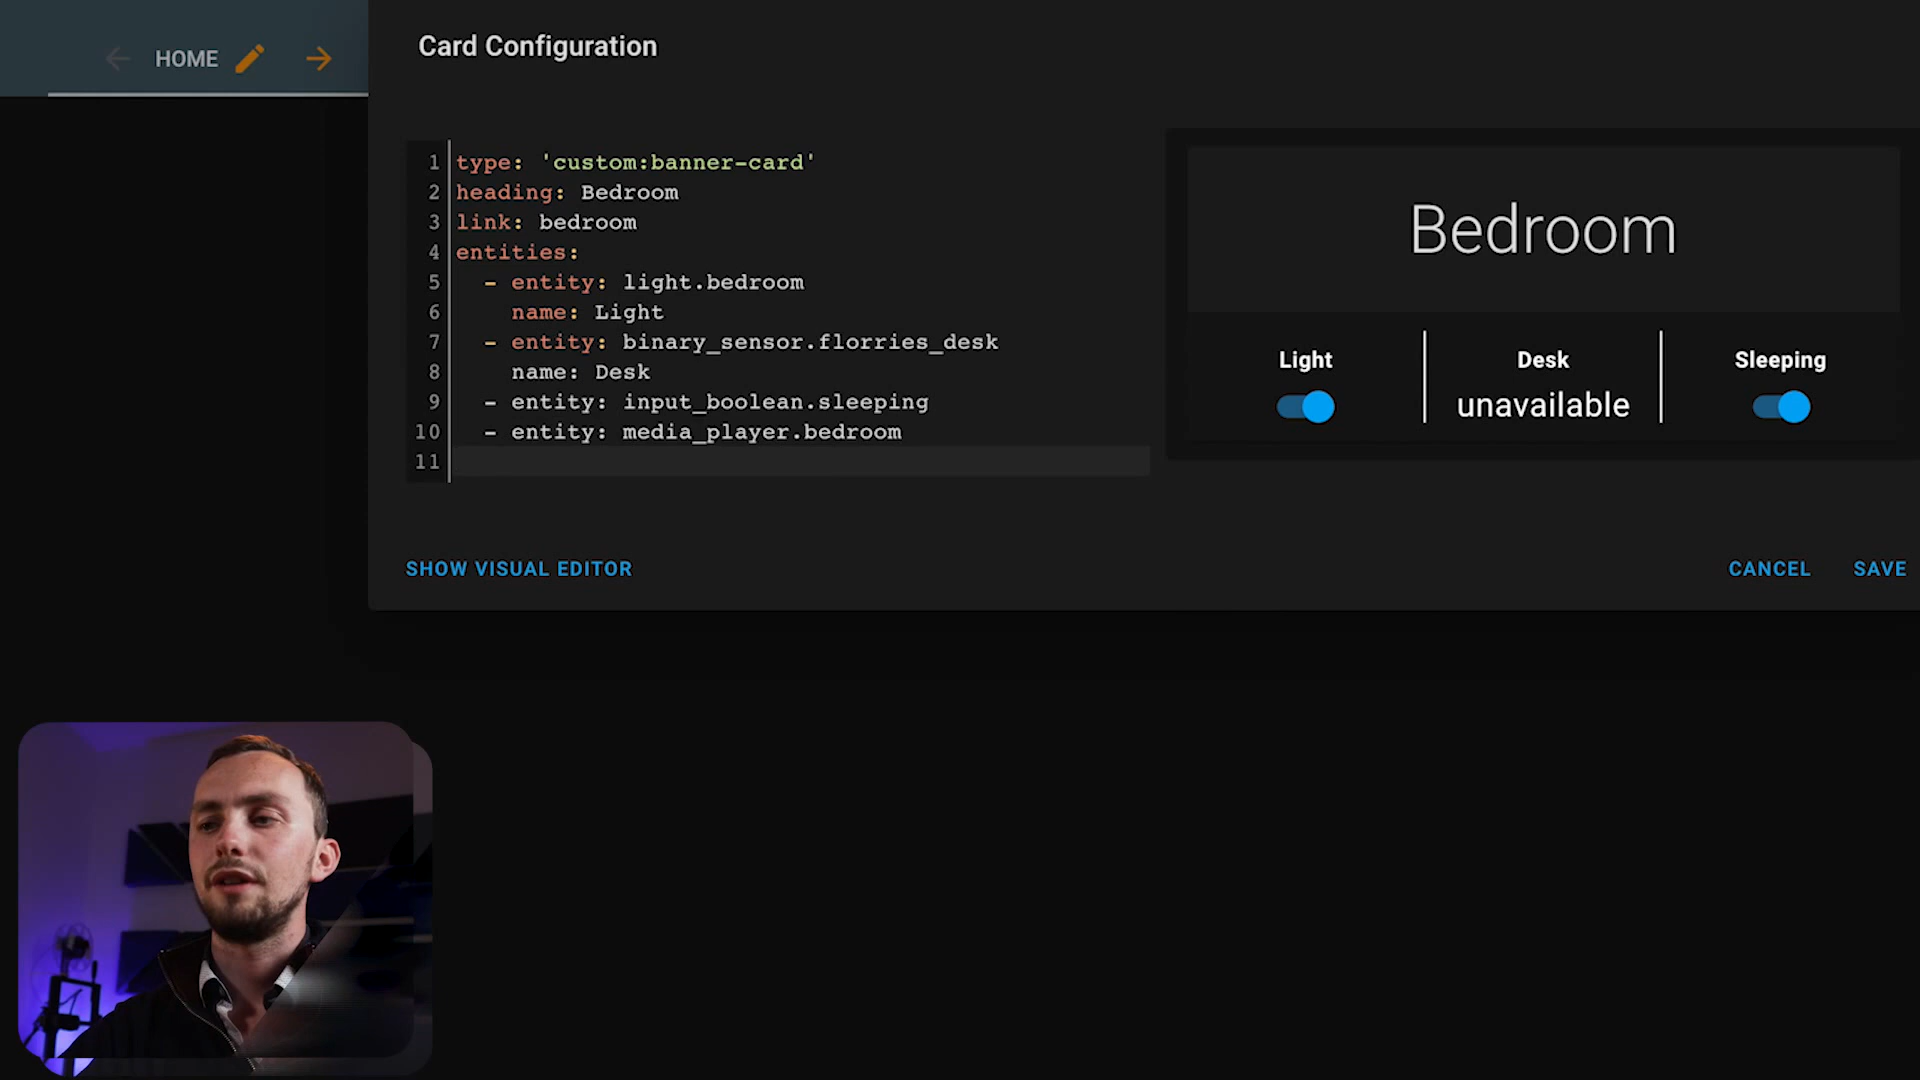 HOME
Card Configuration
1 type: 'custom:banner-card'
2 heading: Bedroom
3 link: bedroom
4 entities:
5 - entity: light.bedroom
6 name: Light
7 - entity: binary_sensor.florries_desk
8 name: Desk
9 - entity: input_boolean.sleeping
10 - entity: media_player.bedroom
11
Bedroom
Light Desk Sleeping
unavailable
SHOW VISUAL EDITOR
CANCEL SAVE